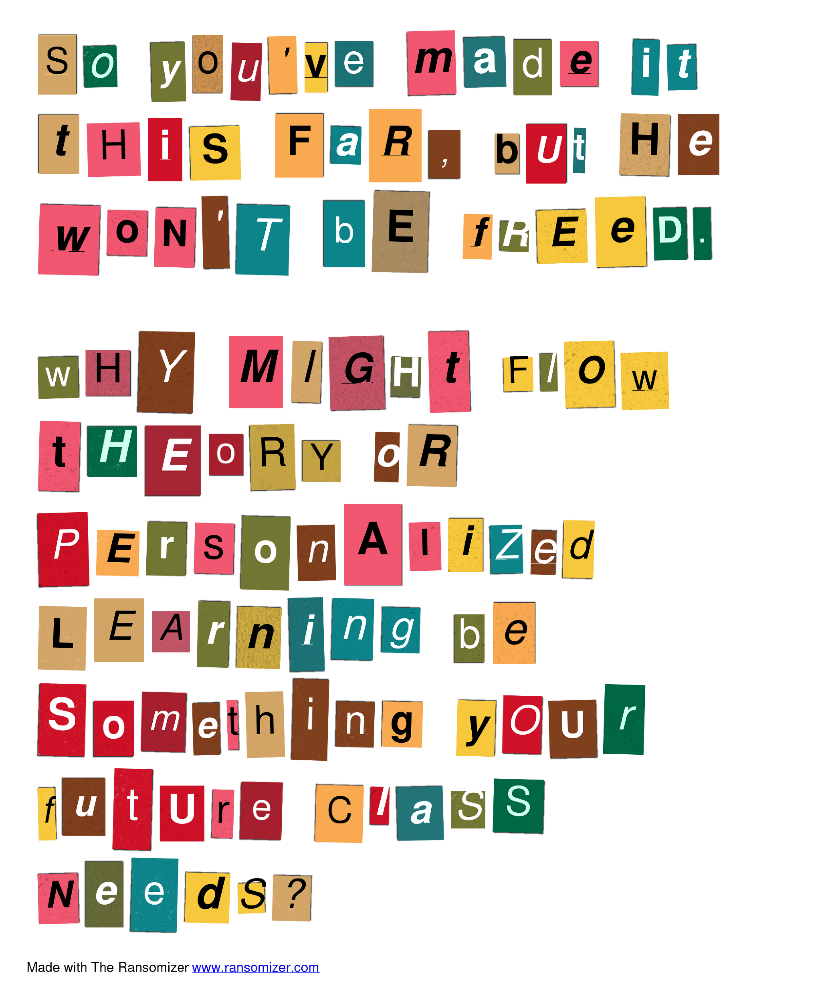 So you've made it
tHiS FaR, bUt He
woN'T bE fREeD.
wHY MIGHt FlOw
tHEoRY oR
PErsonAlized
LEArning be
Something yOUr
fuTUre ClaSS
NeedS?
Made with The Ransomizer www.ransomizer.com